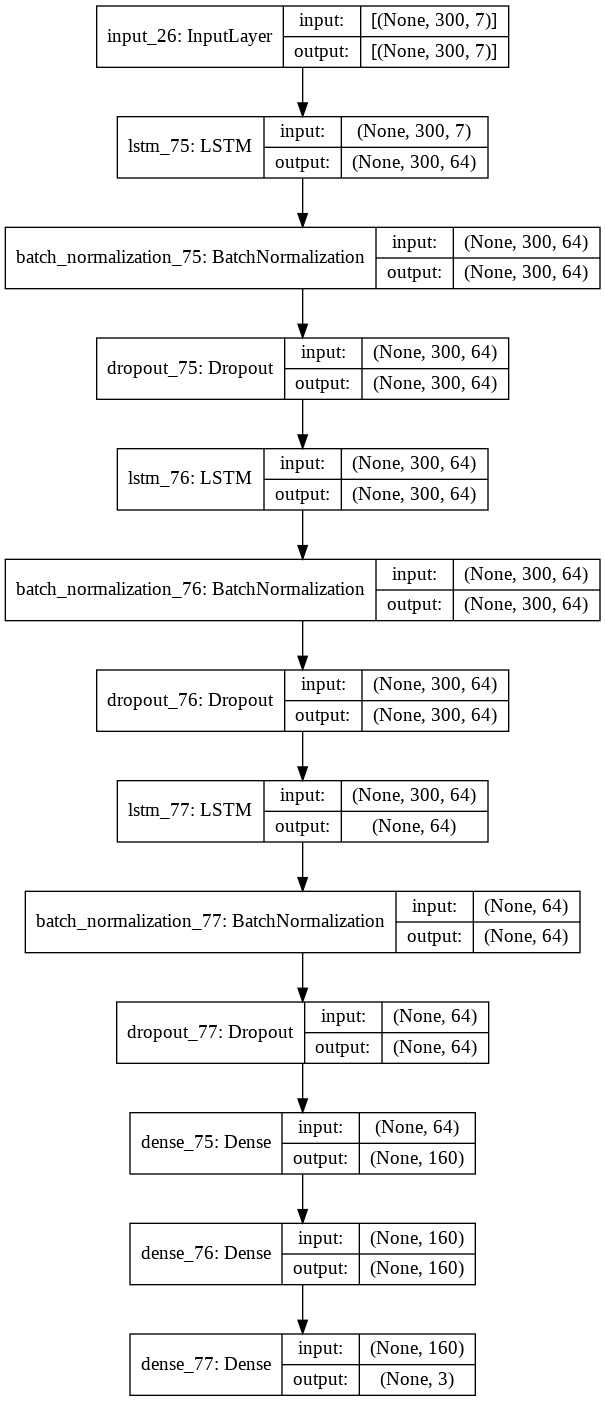 input_26: InputLayer
input: [(None, 300, 7)]
output: [(None, 300, 7)]
lstm_75: LSTM
input: (None, 300, 7)
output: (None, 300, 64)
batch_normalization_75: BatchNormalization
input: (None, 300, 64)
output: (None, 300, 64)
dropout_75: Dropout
input: (None, 300, 64)
output: (None, 300, 64)
lstm_76: LSTM
input: (None, 300, 64)
output: (None, 300, 64)
batch_normalization_76: BatchNormalization
input: (None, 300, 64)
output: (None, 300, 64)
dropout_76: Dropout
input: (None, 300, 64)
output: (None, 300, 64)
lstm_77: LSTM
input: (None, 300, 64)
output: (None, 64)
batch_normalization_77: BatchNormalization
input: (None, 64)
output: (None, 64)
dropout_77: Dropout
input: (None, 64)
output: (None, 64)
dense_75: Dense
input: (None, 64)
output: (None, 160)
dense_76: Dense
input: (None, 160)
output: (None, 160)
dense_77: Dense
input: (None, 160)
output: (None, 3)